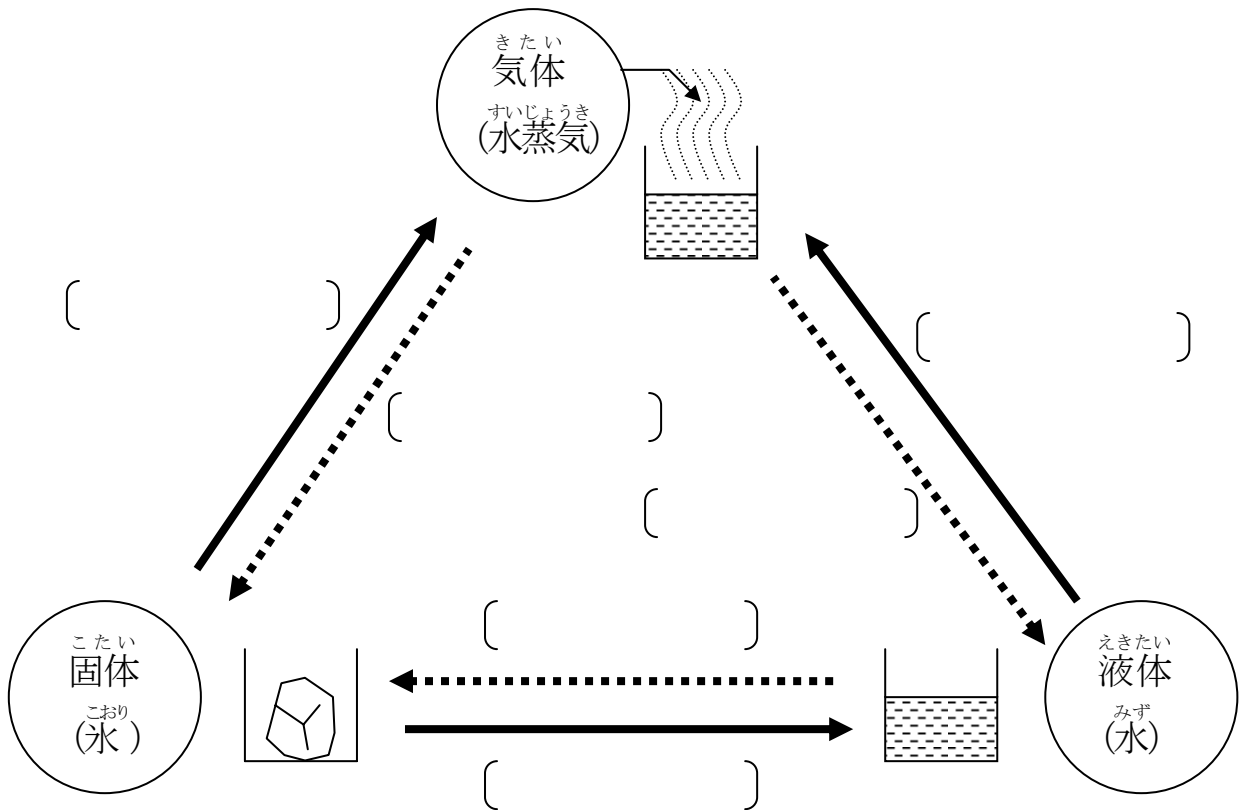 きたい
気体
すいじょうき
(水蒸気)
こたい
固体
こおり
(氷)
えきたい
液体
みず
(水)